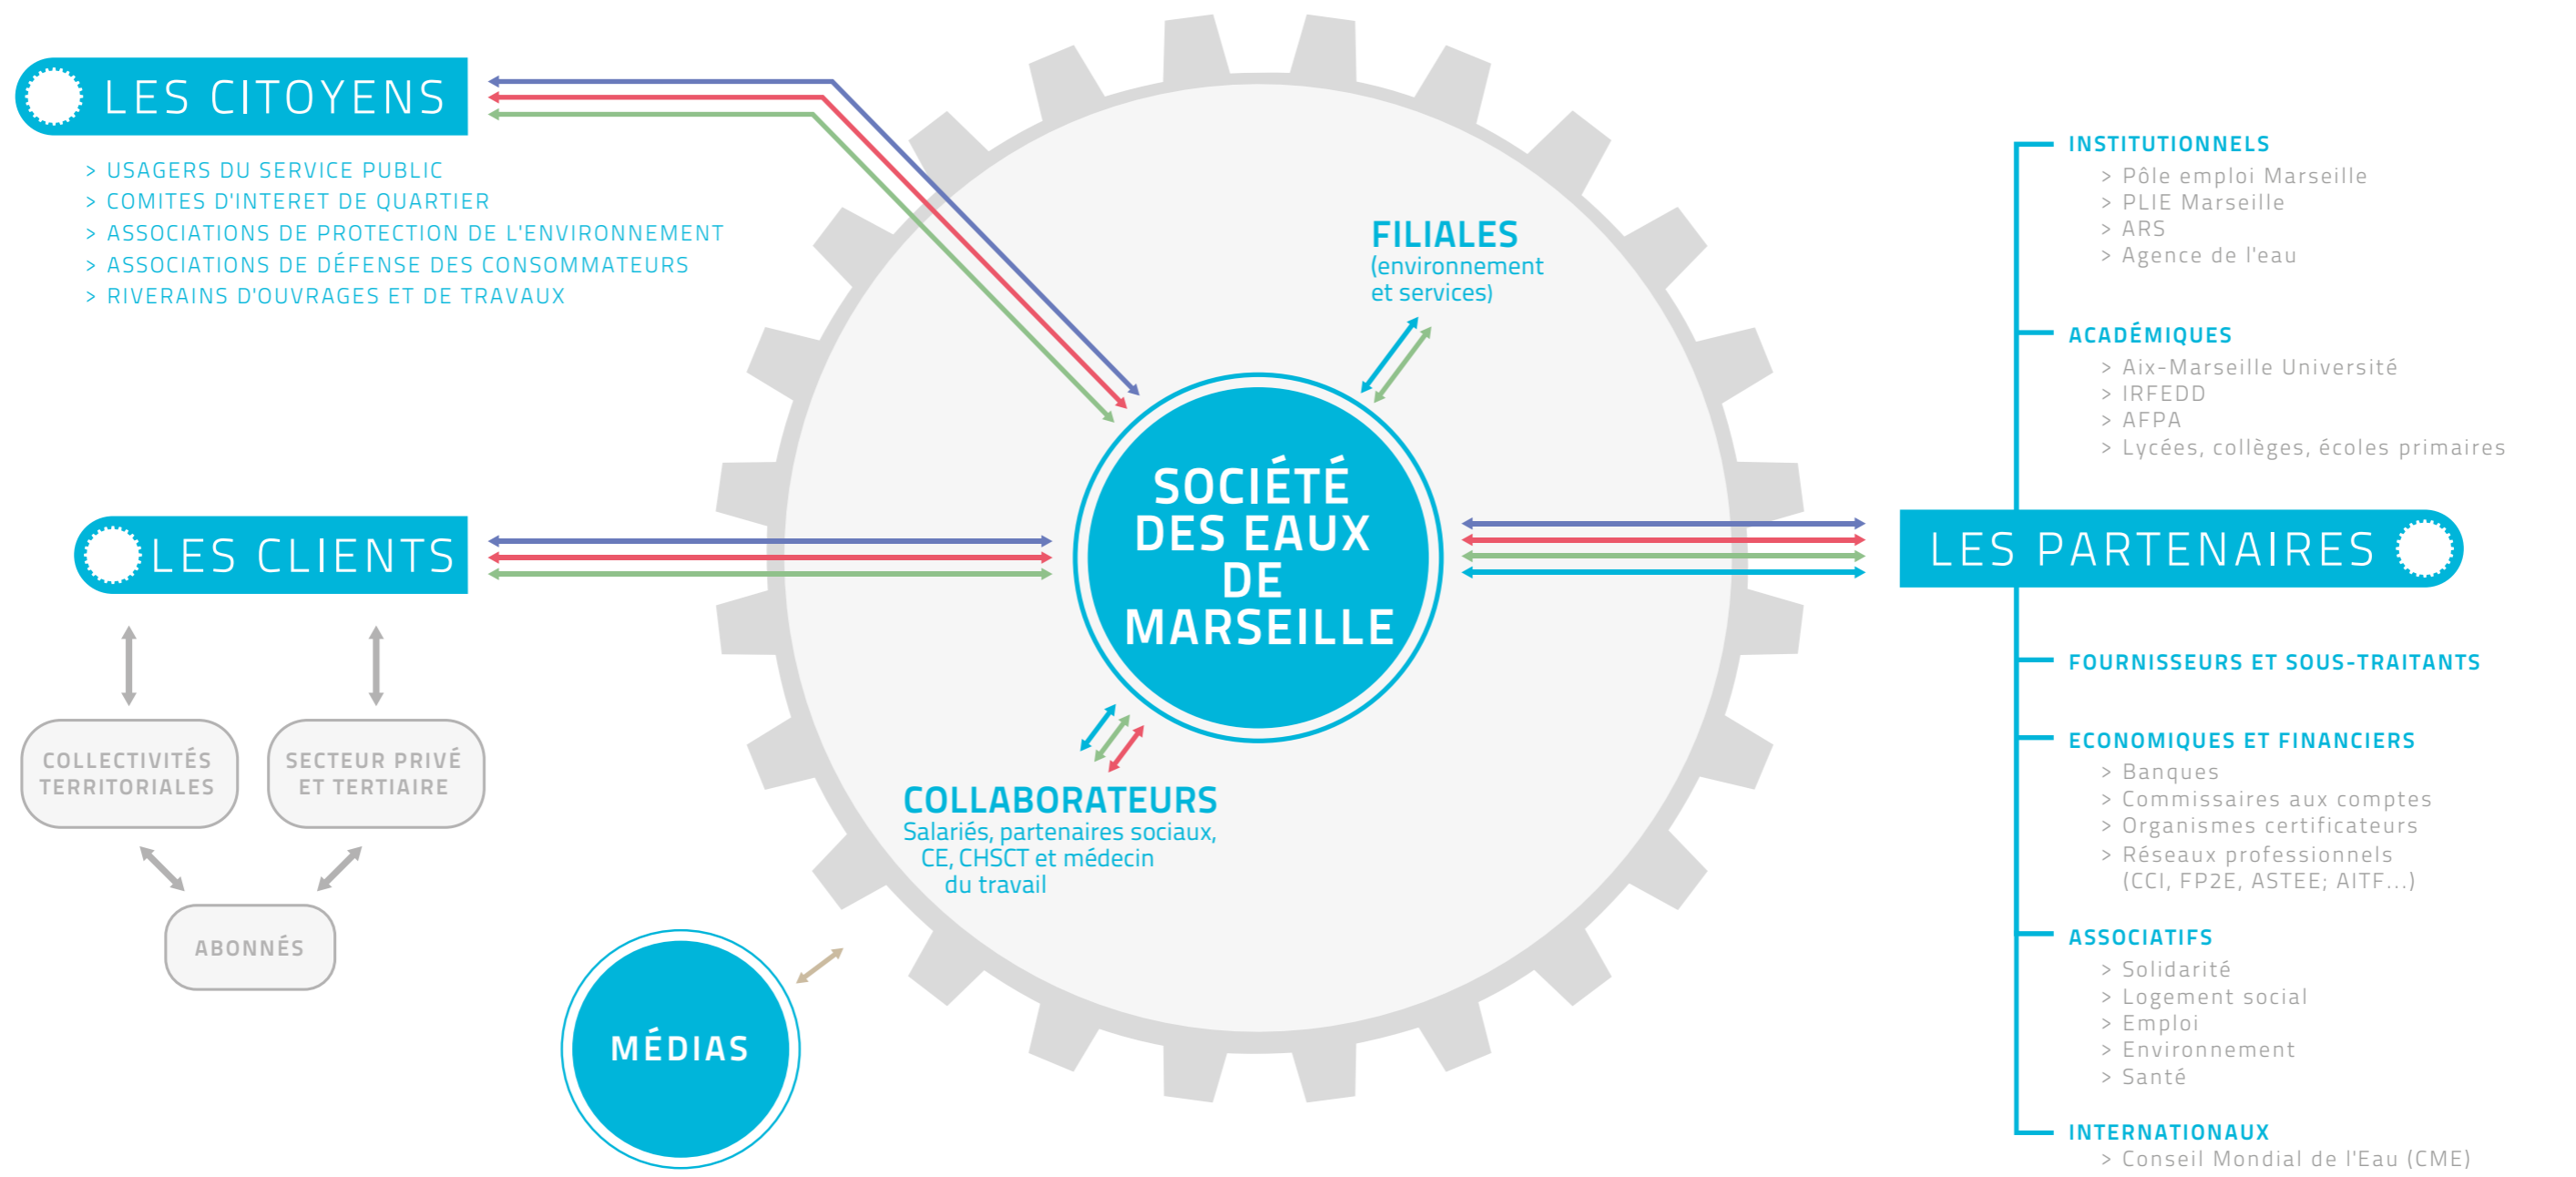 LES CITOYENS
> USAGERS DU SERVICE PUBLIC
> COMITES D'INTERET DE QUARTIER
> ASSOCIATIONS DE PROTECTION DE L'ENVIRONNEMENT
> ASSOCIATIONS DE DÉFENSE DES CONSOMMATEURS
> RIVERAINS D'OUVRAGES ET DE TRAVAUX
LES CLIENTS
COLLECTIVITÉS
TERRITORIALES
SECTEUR PRIVÉ
ET TERTIAIRE
ABONNÉS
FILIALES
(environnement
et services)
SOCIÉTÉ
DES EAUX
DE
MARSEILLE
COLLABORATEURS
Salariés, partenaires sociaux,
CE, CHSCT et médecin
du travail
MÉDIAS
INSTITUTIONNELS
> Pôle emploi Marseille
> PLIE Marseille
> ARS
> Agence de l'eau
ACADÉMIQUES
> Aix-Marseille Université
> IRFEDD
> AFPA
> Lycées, collèges, écoles primaires
LES PARTENAIRES
FOURNISSEURS ET SOUS-TRAITANTS
ECONOMIQUES ET FINANCIERS
> Banques
> Commissaires aux comptes
> Organismes certificateurs
> Réseaux professionnels
(CCI, FP2E, ASTEE; AITF...)
ASSOCIATIFS
> Solidarité
> Logement social
> Emploi
> Environnement
> Santé
INTERNATIONAUX
> Conseil Mondial de l'Eau (CME)